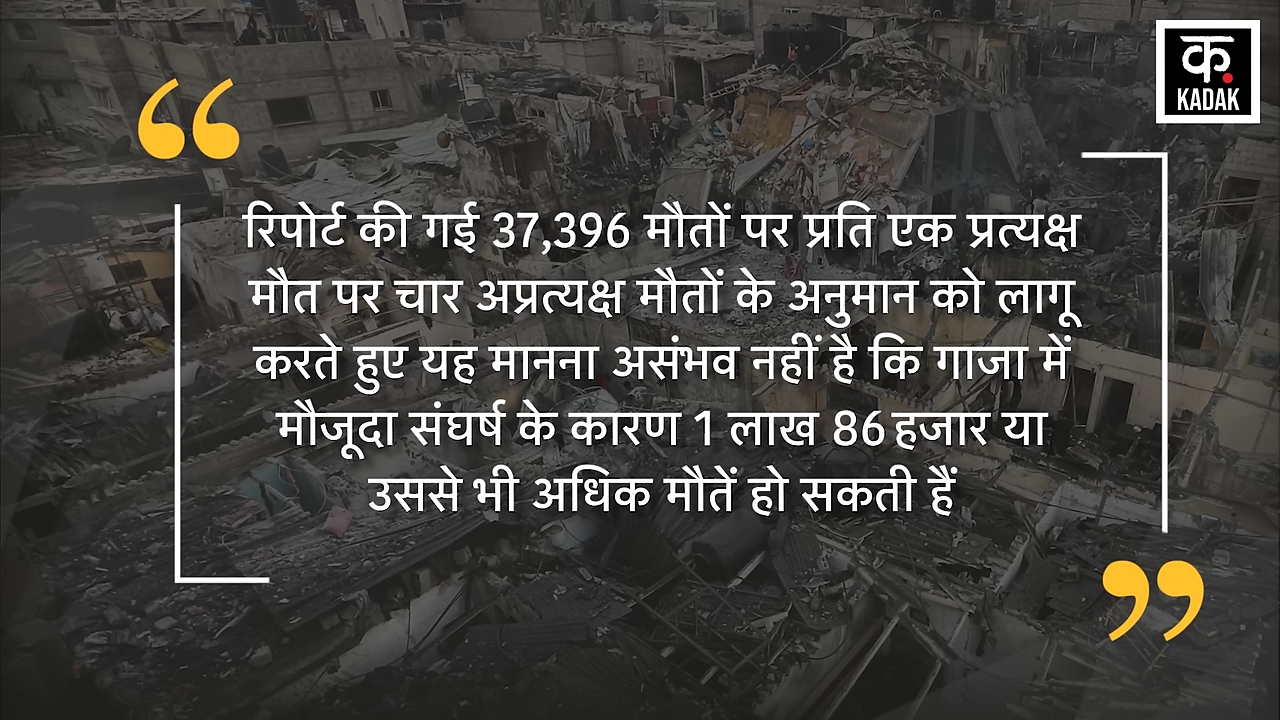 क.
KADAK
“
रिपोर्ट की गई 37,396 मौतों पर प्रति एक प्रत्यक्ष
मौत पर चार अप्रत्यक्ष मौतों के अनुमान को लागू
करते हुए यह मानना असंभव नहीं है कि गाजा में
मौजूदा संघर्ष के कारण 1 लाख 86 हजार या
उससे भी अधिक मौतें हो सकती हैं
”